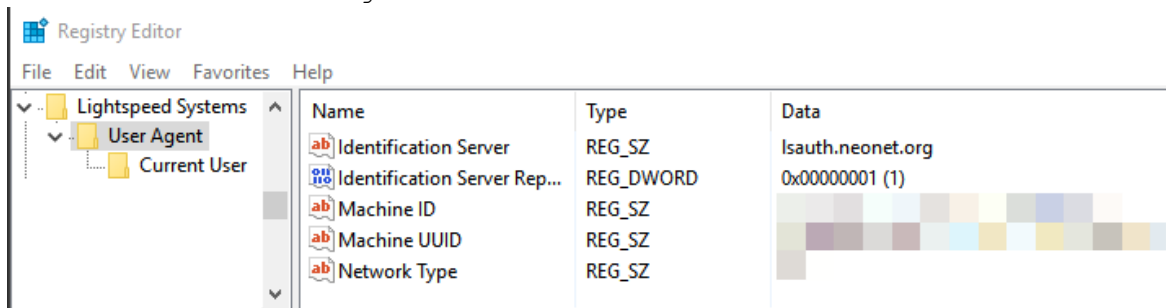 Registry Editor
File Edit View Favorites Help
Lightspeed Systems
User Agent
Current User
Name Type Data
Identification Server REG_SZ lsauth.neonet.org
Identification Server Rep... REG_DWORD 0x00000001 (1)
Machine ID REG_SZ
Machine UUID REG_SZ
Network Type REG_SZ